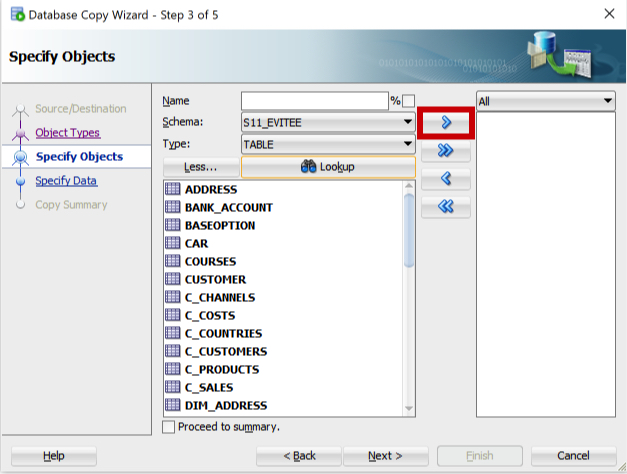 Database Copy Wizard - Step 3 of 5
Specify Objects
Source/Destination
Object Types
Specify Objects
Specify Data
Copy Summary
Name
%
Schema:
S11_EVITEE
Type:
TABLE
Less...
Lookup
ADDRESS
BANK_ACCOUNT
BASEOPTION
CAR
COURSES
CUSTOMER
C_CHANNELS
C_COSTS
C_COUNTRIES
C_CUSTOMERS
C_PRODUCTS
C_SALES
DIM_ADDRESS
Proceed to summary.
All
Help
< Back
Next >
Finish
Cancel